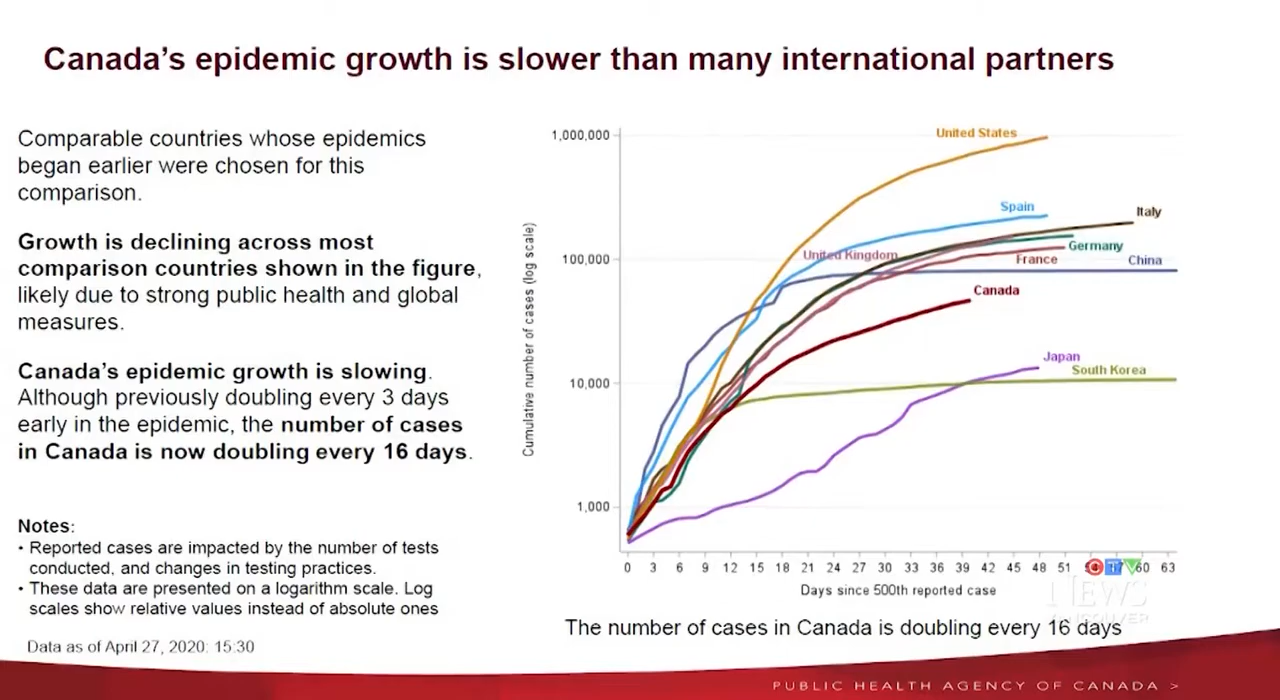 Canada's epidemic growth is slower than many international partners
Comparable countries whose epidemics
began earlier were chosen for this
comparison.
Growth is declining across most
comparison countries shown in the figure,
likely due to strong public health and global
measures.
Canada's epidemic growth is slowing.
Although previously doubling every 3 days
early in the epidemic, the number of cases
in Canada is now doubling every 16 days.
Notes:
• Reported cases are impacted by the number of tests
conducted, and changes in testing practices.
• These data are presented on a logarithm scale. Log
scales show relative values instead of absolute ones
Data as of April 27, 2020: 15:30
Cumulative number of cases (log scale)
1,000,000
100,000
10,000
1,000
United States
Spain
Italy
United Kingdom
Germany
France
China
Canada
Japan
South Korea
0 3 6 9 12 15 18 21 24 27 30 33 36 39 42 45 48 51 60 63
Days since 500th reported case
NEWS
VANCOUVER
The number of cases in Canada is doubling every 16 days
PUBLIC HEALTH AGENCY OF CANADA >